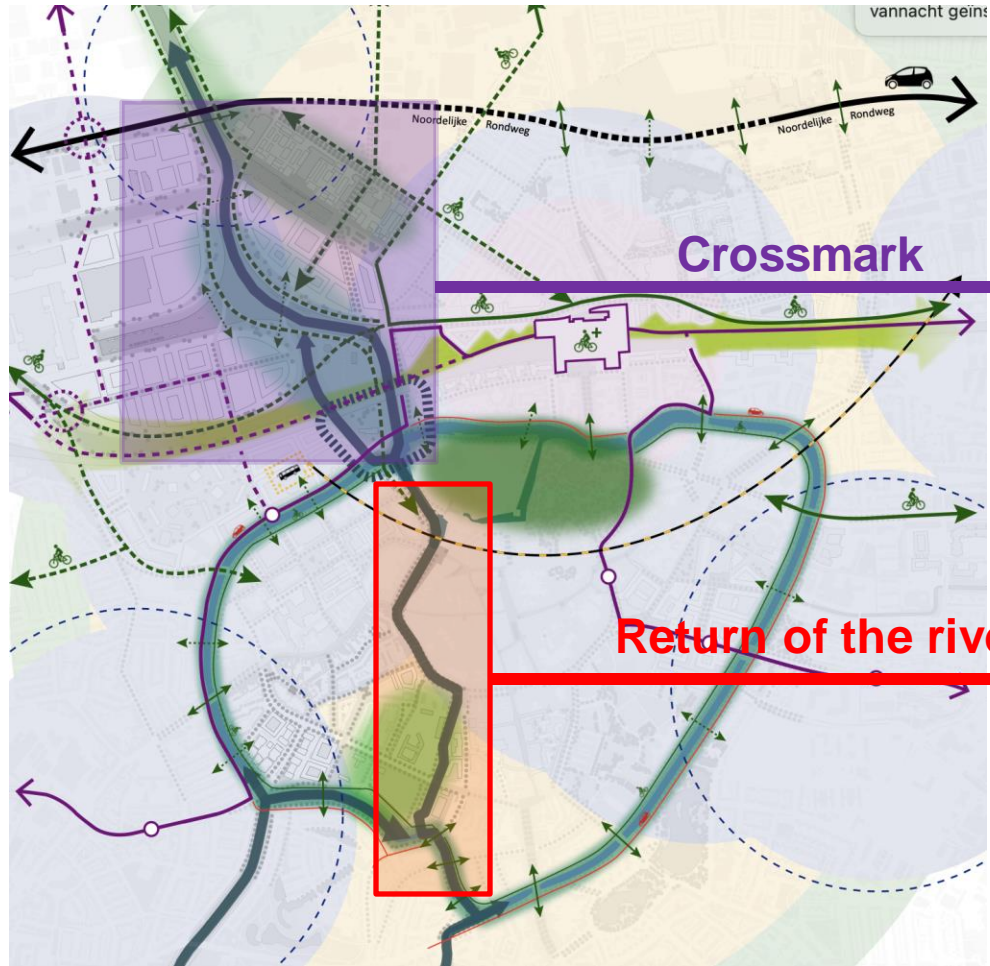 vannacht geïns
Noordelijke Rondweg
Noordelijke Rondweg
Crossmark
Return of the rive